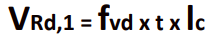 VRd,1 = fvd x t x lc